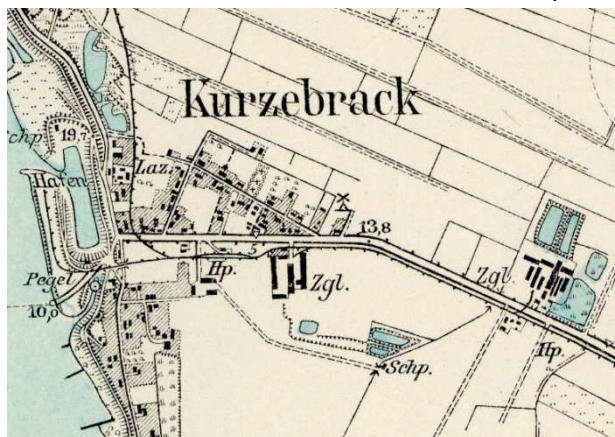 Kurzebrack
Schp.
19,7
Laz.
Hafen
13,8
Pegel
Hp.
Zgl.
Zgl.
10,0
Schp.
Hp.